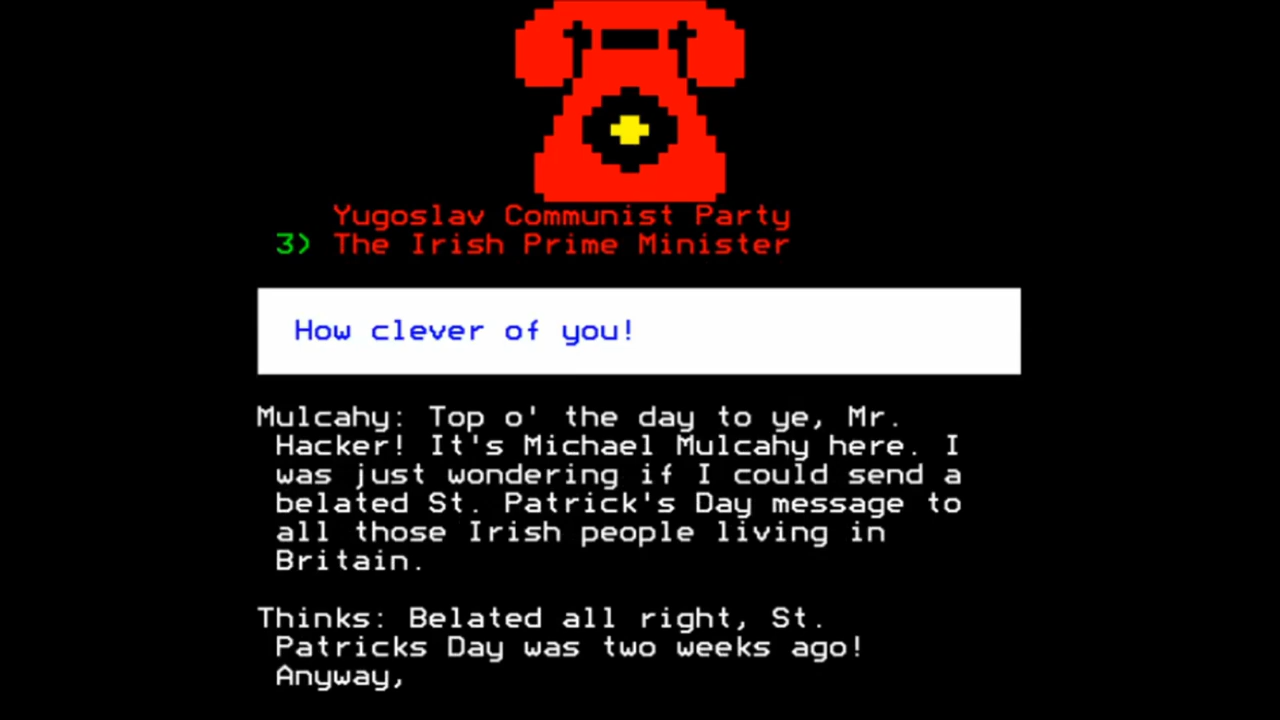 Yugoslav Communist Party
3) The Irish Prime Minister
How clever of you!
Mulcahy: Top o' the day to ye, Mr.
Hacker! It's Michael Mulcahy here. I
was just wondering if I could send a
belated St. Patrick's Day message to
all those Irish people living in
Britain.
Thinks: Belated all right, St.
Patricks Day was two weeks ago!
Anyway,